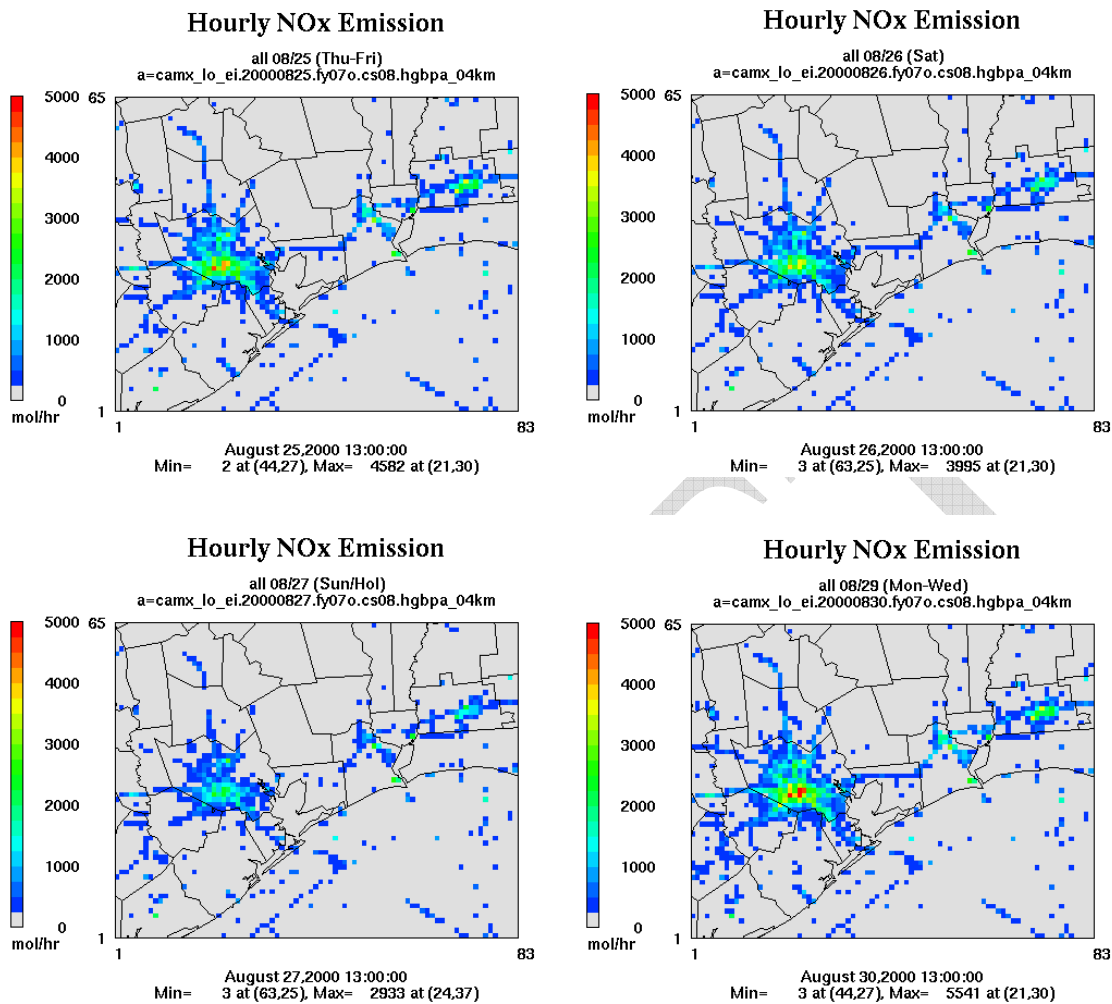 Hourly NOx Emission
all 08/25 (Thu-Fri)
a=camx_lo_ei.20000825.fy07o.cs08.hgbpa_04km
5000
4000
3000
2000
1000
0
mol/hr
65
1
1
83
August 25,2000 13:00:00
Min= 2 at (44,27), Max= 4582 at (21,30)
Hourly NOx Emission
all 08/26 (Sat)
a=camx_lo_ei.20000826.fy07o.cs08.hgbpa_04km
5000
4000
3000
2000
1000
0
mol/hr
65
1
1
83
August 26,2000 13:00:00
Min= 3 at (63,25), Max= 3995 at (21,30)
Hourly NOx Emission
all 08/27 (Sun/Hol)
a=camx_lo_ei.20000827.fy07o.cs08.hgbpa_04km
5000
4000
3000
2000
1000
0
mol/hr
65
1
1
83
August 27,2000 13:00:00
Min= 3 at (63,25), Max= 2933 at (24,37)
Hourly NOx Emission
all 08/29 (Mon-Wed)
a=camx_lo_ei.20000830.fy07o.cs08.hgbpa_04km
5000
4000
3000
2000
1000
0
mol/hr
65
1
1
83
August 30,2000 13:00:00
Min= 3 at (44,27), Max= 5541 at (21,30)